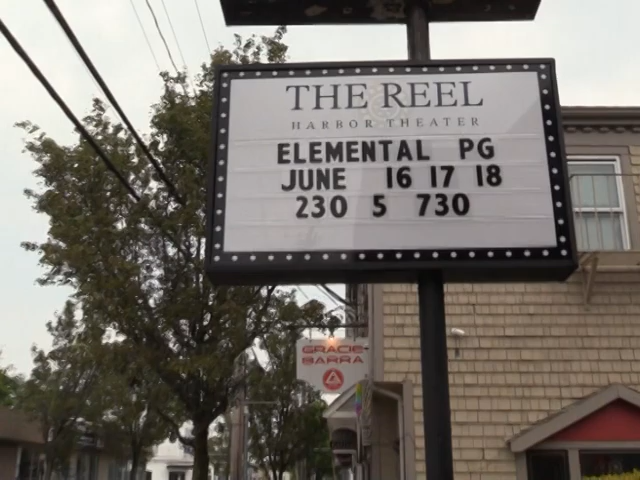 THE REEL
HARBOR THEATER
ELEMENTAL PG
JUNE 16 17 18
230 5 730
GRACIE
BARRA